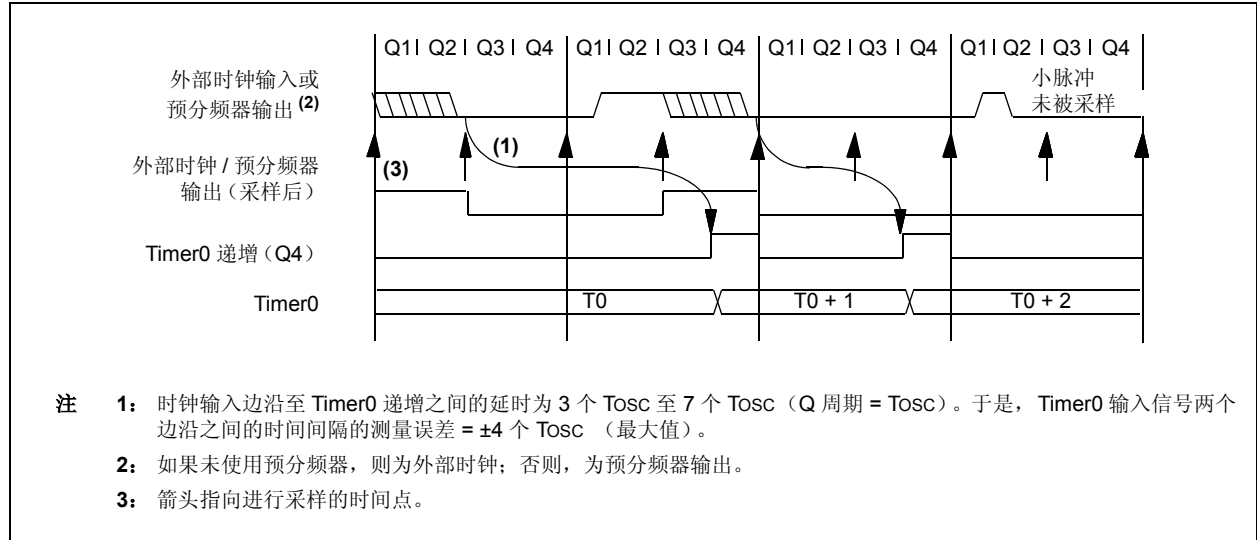 Q1 Q2 Q3 Q4 Q1 Q2 Q3 Q4 Q1 Q2 Q3 Q4 Q1 Q2 Q3 Q4
外部时钟输入或
预分频器输出 (2)
小脉冲
未被采样
外部时钟 / 预分频器
输出（采样后）
(3)
(1)
Timer0 递增（Q4）
Timer0
T0
T0 + 1
T0 + 2
注 1： 时钟输入边沿至 Timer0 递增之间的延时为 3 个 Tosc 至 7 个 Tosc （Q 周期 = Tosc）。于是， Timer0 输入信号两个
边沿之间的时间间隔的测量误差 = ±4 个 Tosc （最大值）。
2： 如果未使用预分频器，则为外部时钟；否则，为预分频器输出。
3： 箭头指向进行采样的时间点。